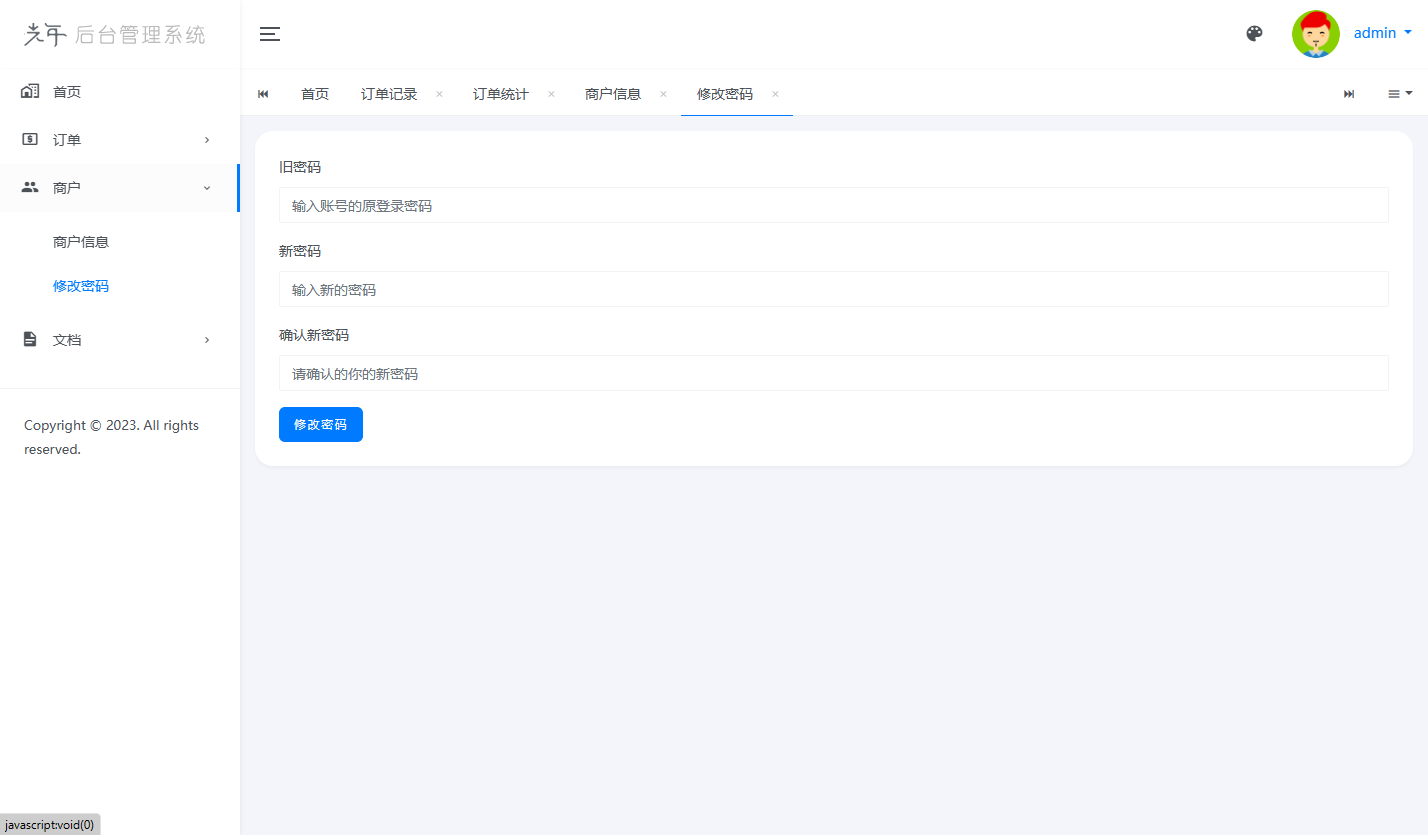 光年 后台管理系统
admin
首页
订单
商户
商户信息
修改密码
文档
Copyright © 2023. All rights
reserved.
首页 订单记录 × 订单统计 × 商户信息 × 修改密码 ×
旧密码
输入账号的原登录密码
新密码
输入新的密码
确认新密码
请确认的你的新密码
修改密码
javascript:void(0)